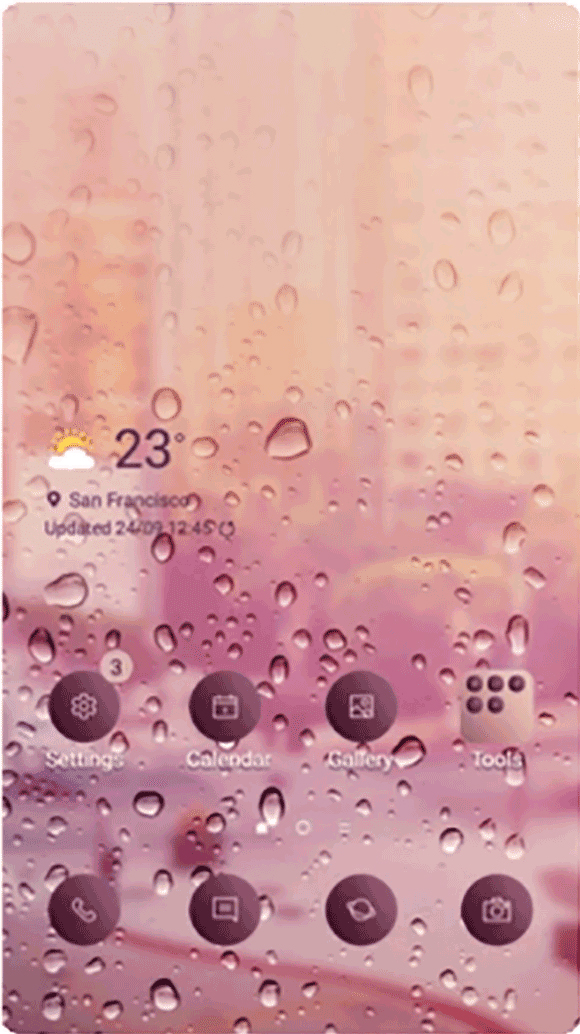 23°
San Francisco
Updated 24/09 12:45
3
Settings
Calendar
Gallery
Tools